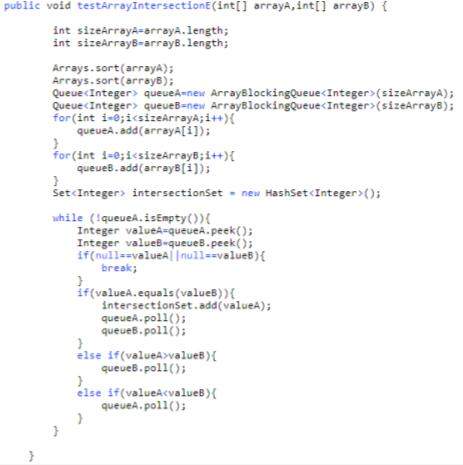 public void testArrayIntersectionE(int[] arrayA,int[] arrayB) {
int sizeArrayA=arrayA.length;
int sizeArrayB=arrayB.length;
Arrays.sort(arrayA);
Arrays.sort(arrayB);
Queue<Integer> queueA=new ArrayBlockingQueue<Integer>(sizeArrayA);
Queue<Integer> queueB=new ArrayBlockingQueue<Integer>(sizeArrayB);
for(int i=0;i<sizeArrayA;i++){
queueA.add(arrayA[i]);
}
for(int i=0;i<sizeArrayB;i++){
queueB.add(arrayB[i]);
}
Set<Integer> intersectionSet = new HashSet<Integer>();
while (!queueA.isEmpty()){
Integer valueA=queueA.peek();
Integer valueB=queueB.peek();
if(null==valueA||null==valueB){
break;
}
if(valueA.equals(valueB)){
intersectionSet.add(valueA);
queueA.poll();
queueB.poll();
}
else if(valueA>valueB){
queueB.poll();
}
else if(valueA<valueB){
queueA.poll();
}
}
}